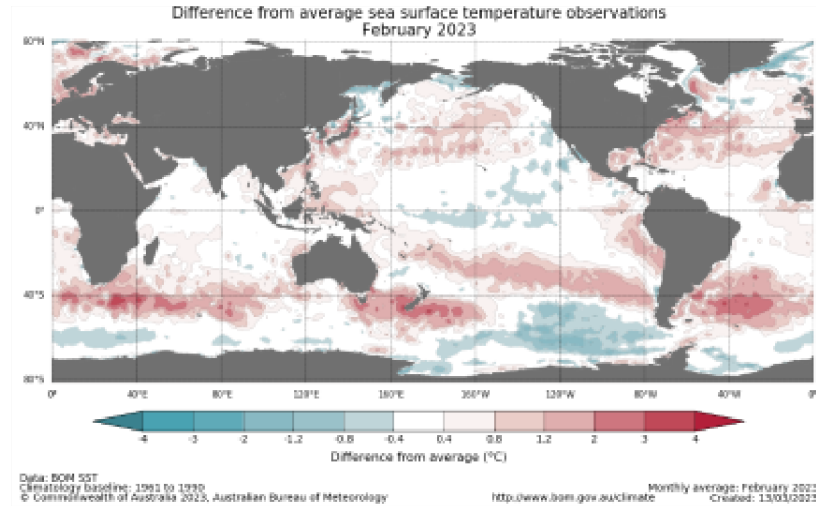 Difference from average sea surface temperature observations
February 2023
80°N
40°N
0°
40°S
80°S
0° 40°E 80°E 120°E 160°E 160°W 120°W 80°W 40°W 0°
-4 -3 -2 -1.2 -0.8 -0.4 0.4 0.8 1.2 2 3 4
Difference from average (°C)
Data: BOM SST
Climatology baseline: 1961 to 1990
© Commonwealth of Australia 2023, Australian Bureau of Meteorology
http://www.bom.gov.au/climate
Monthly average: February 2023
Created: 13/03/2023